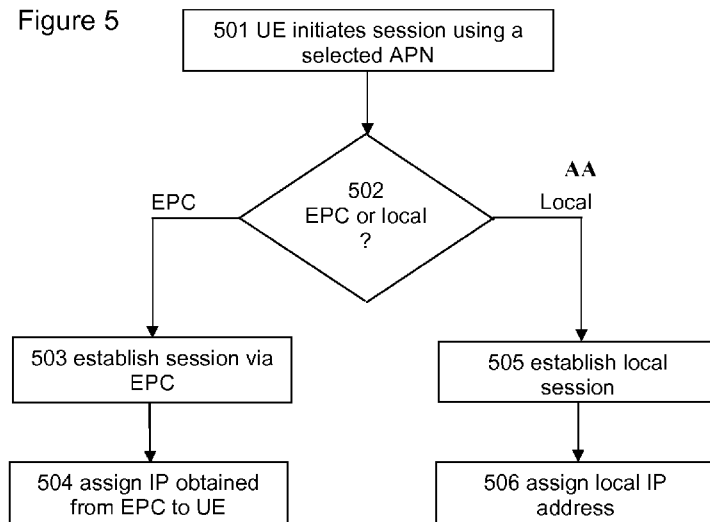 Figure 5
501 UE initiates session using a
selected APN
502
EPC or local
?
EPC
AA
Local
503 establish session via
EPC
505 establish local
session
504 assign IP obtained
from EPC to UE
506 assign local IP
address